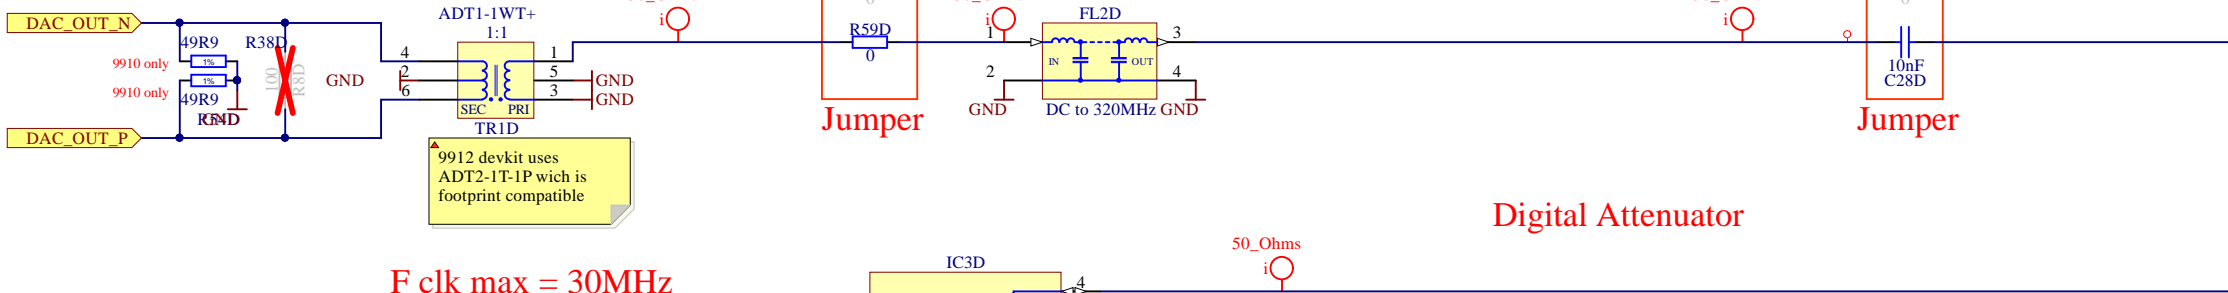 DAC_OUT_N
49R9
R38D
9910 only
1%
100
R8D
GND
1%
9910 only
49R9
GND
DAC_OUT_P
ADT1-1WT+
1:1
4
1
2
5
GND
6
3
GND
SEC
PRI
TR1D
9912 devkit uses
ADT2-1T-1P wich is
footprint compatible
i
R59D
0
Jumper
i
FL2D
1
3
IN
OUT
2
4
GND
DC to 320MHz
GND
i
10nF
C28D
Jumper
Digital Attenuator
F clk max = 30MHz
IC3D
4
50_Ohms
i